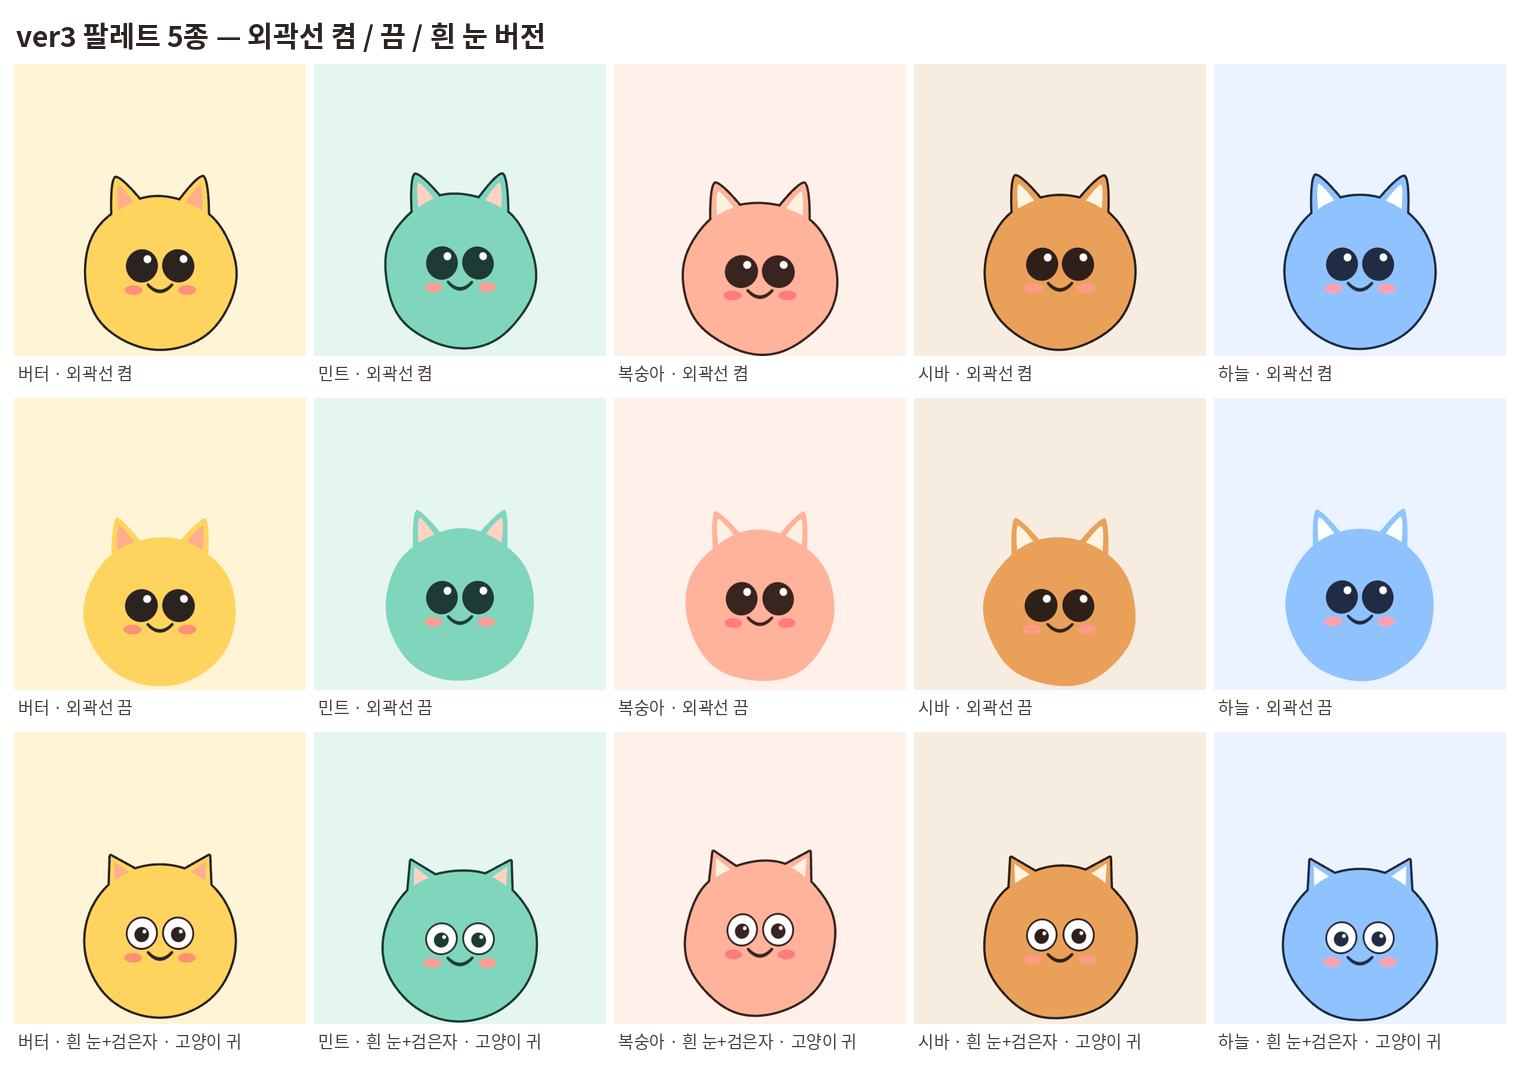 ver3 팔레트 5종 — 외곽선 켬 / 끔 / 흰 눈 버전
버터 · 외곽선 켬
민트 · 외곽선 켬
복숭아 · 외곽선 켬
시바 · 외곽선 켬
하늘 · 외곽선 켬
버터 · 외곽선 끔
민트 · 외곽선 끔
복숭아 · 외곽선 끔
시바 · 외곽선 끔
하늘 · 외곽선 끔
버터 · 흰 눈+검은자 · 고양이 귀
민트 · 흰 눈+검은자 · 고양이 귀
복숭아 · 흰 눈+검은자 · 고양이 귀
시바 · 흰 눈+검은자 · 고양이 귀
하늘 · 흰 눈+검은자 · 고양이 귀